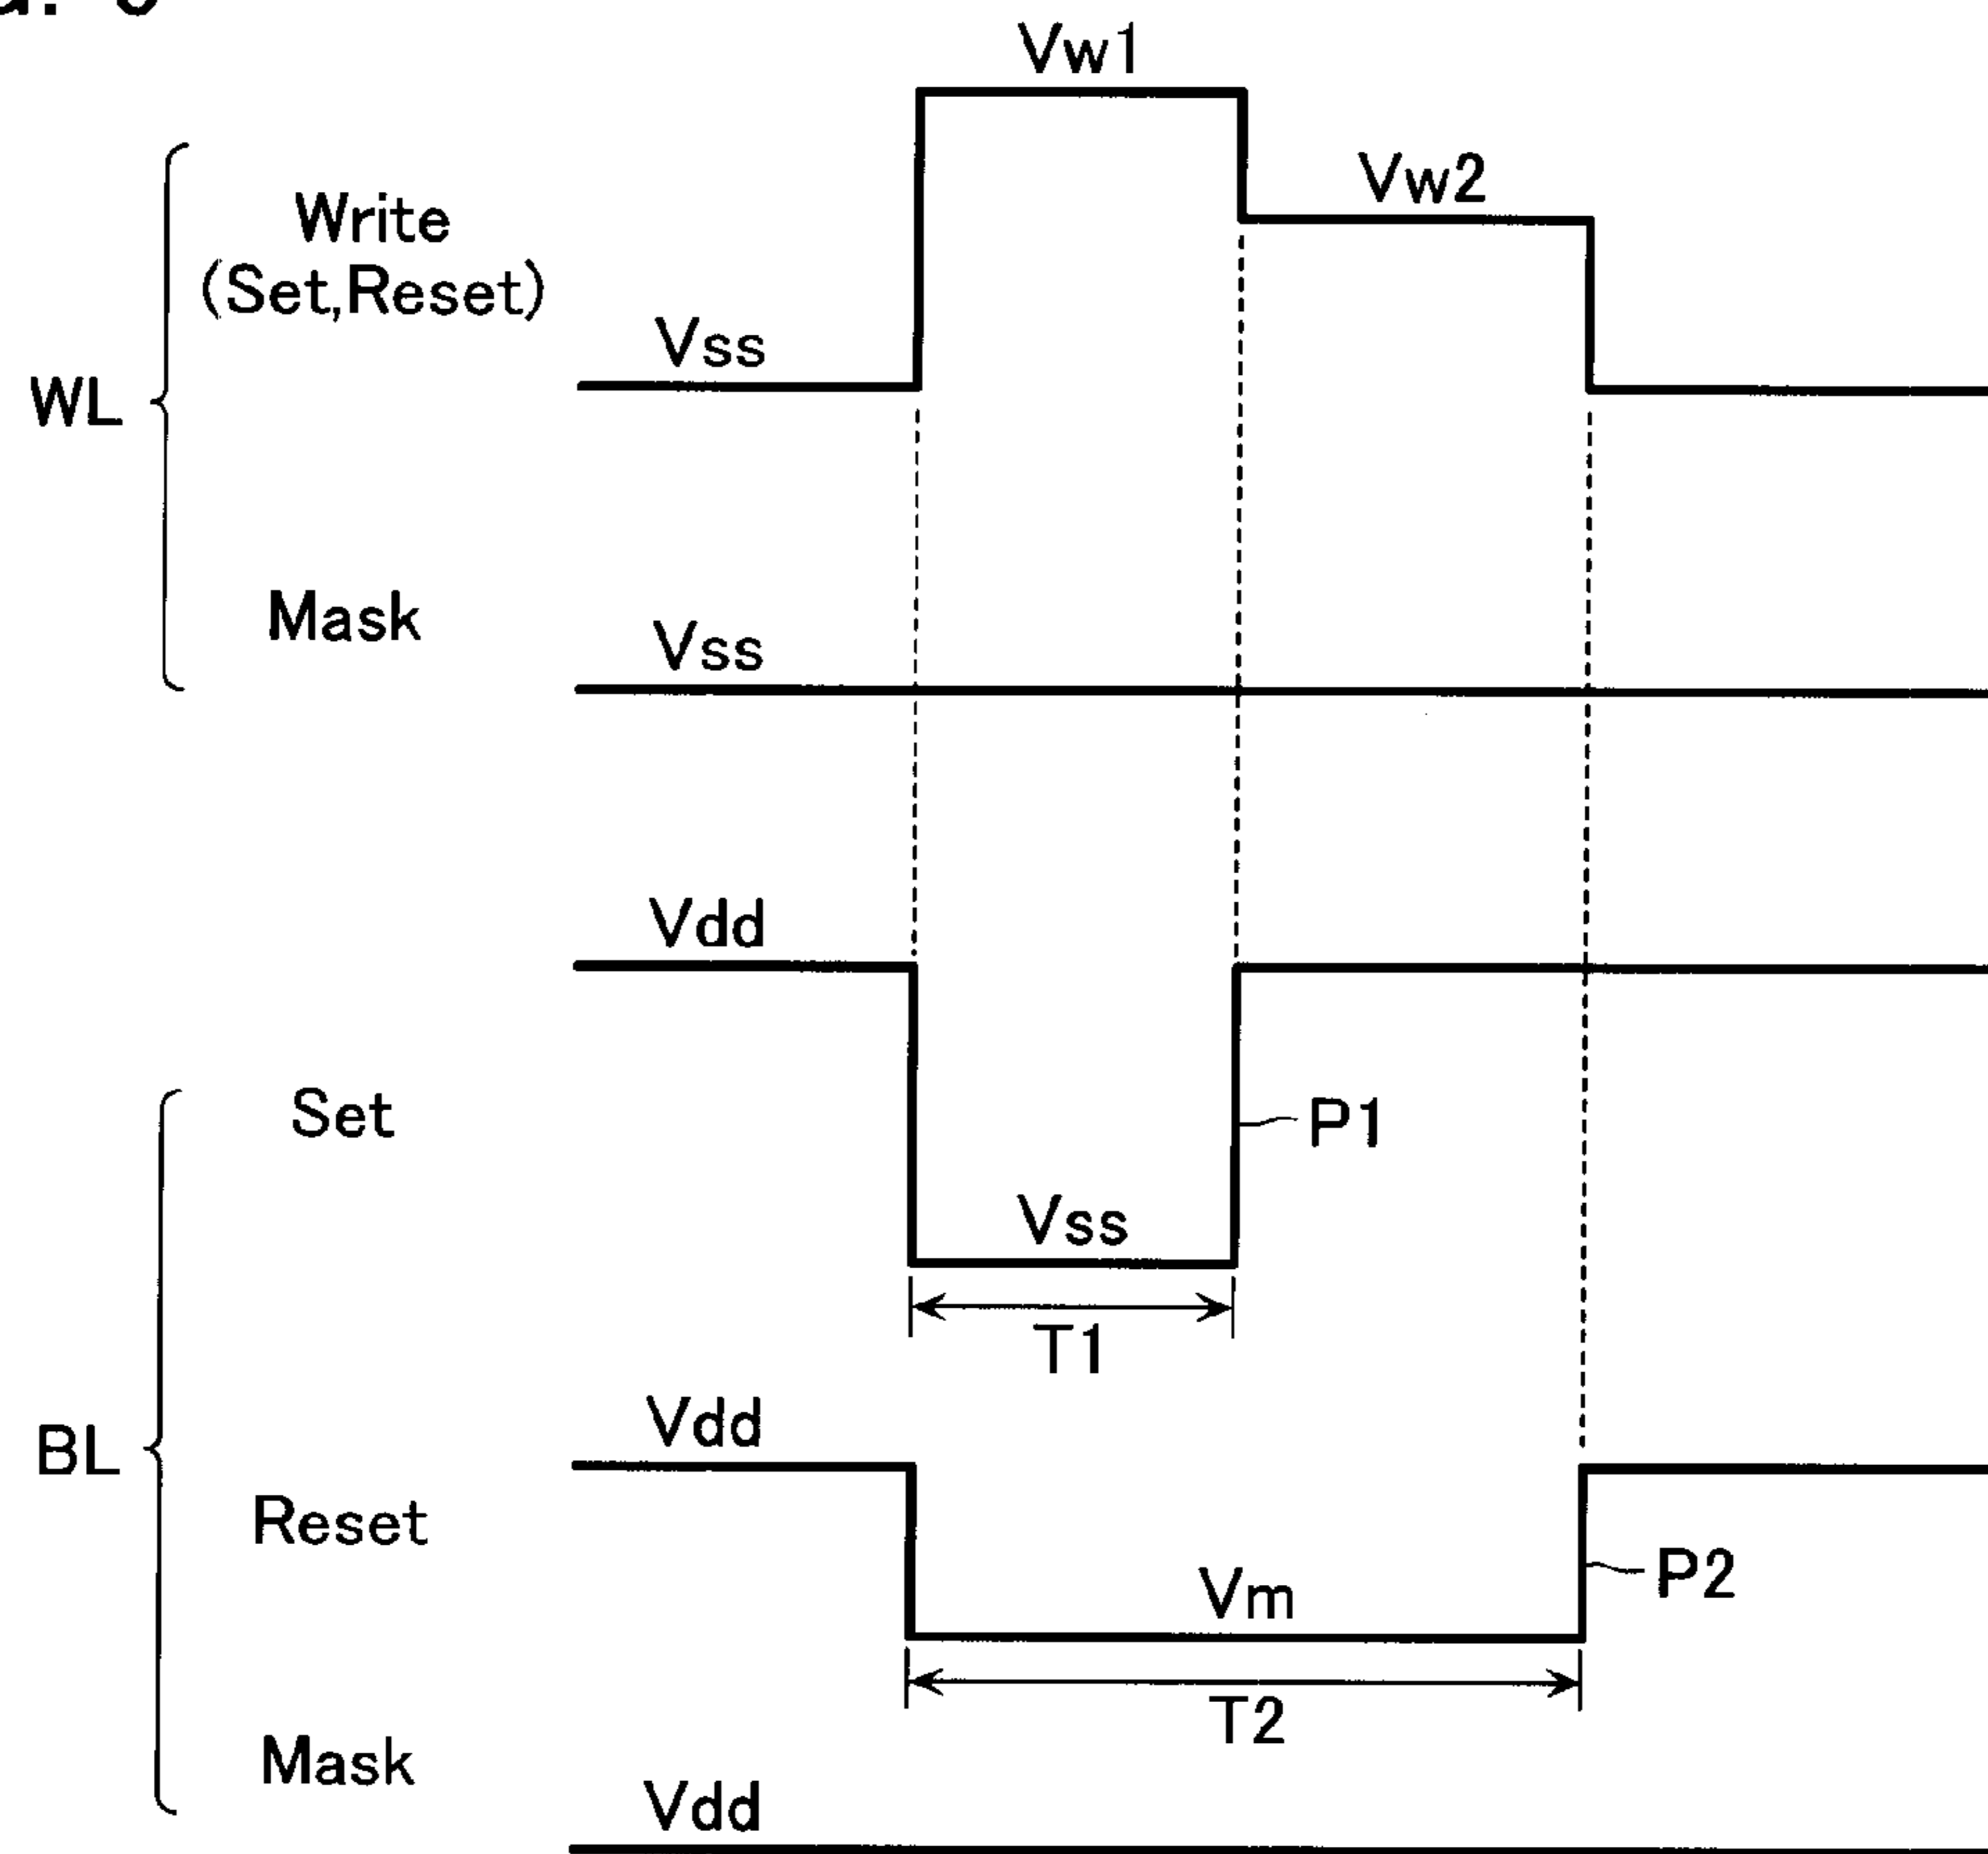 Vw1
Vw2
Write
(Set,Reset)
Vss
WL
Mask
Vss
Vdd
Set
P1
Vss
T1
Vdd
BL
Reset
Vm
P2
T2
Mask
Vdd